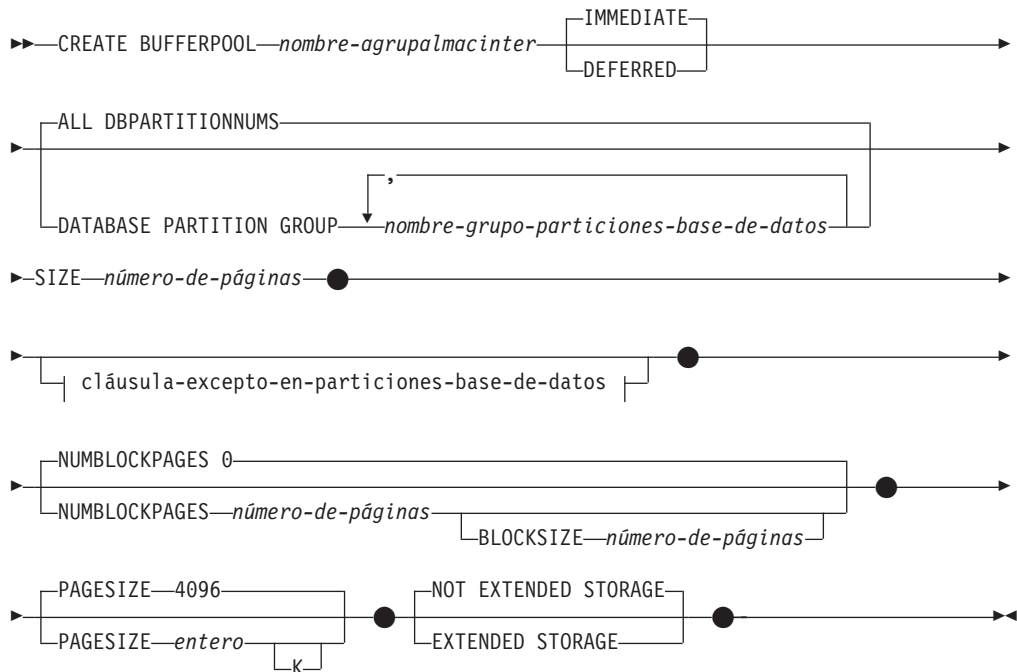 IMMEDIATE
CREATE BUFFERPOOL nombre-agrupalmacinter
DEFERRED
ALL DBPARTITIONNUMS
,
DATABASE PARTITION GROUP nombre-grupo-particiones-base-de-datos
SIZE número-de-páginas
cláusula-excepto-en-particiones-base-de-datos
NUMBLOCKPAGES 0
NUMBLOCKPAGES número-de-páginas
BLOCKSIZE número-de-páginas
PAGESIZE 4096 NOT EXTENDED STORAGE
PAGESIZE entero EXTENDED STORAGE
K